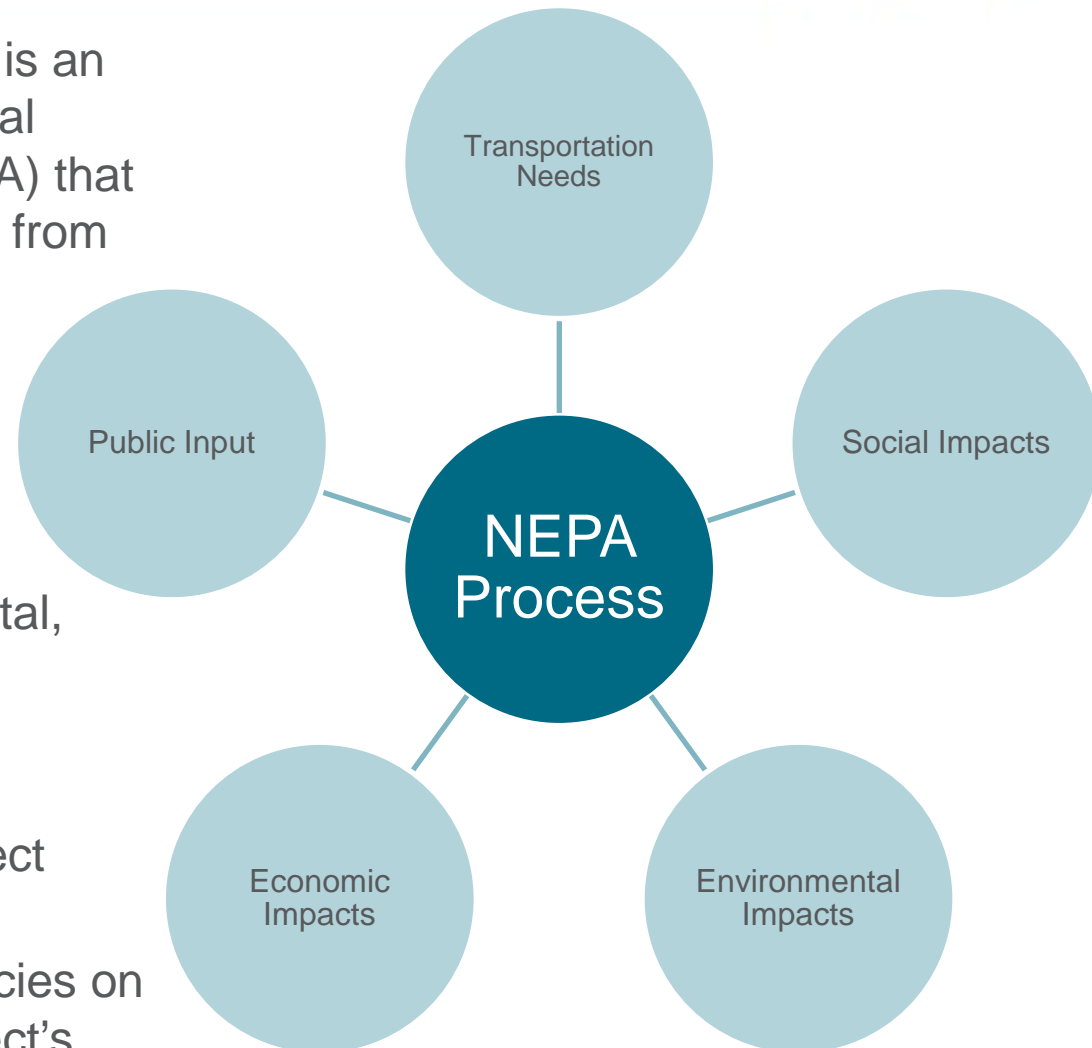 is an
al
A) that
from
tal,
ect
cies on
ect's
Transportation
Needs
Public Input
Social Impacts
NEPA
Process
Economic
Impacts
Environmental
Impacts